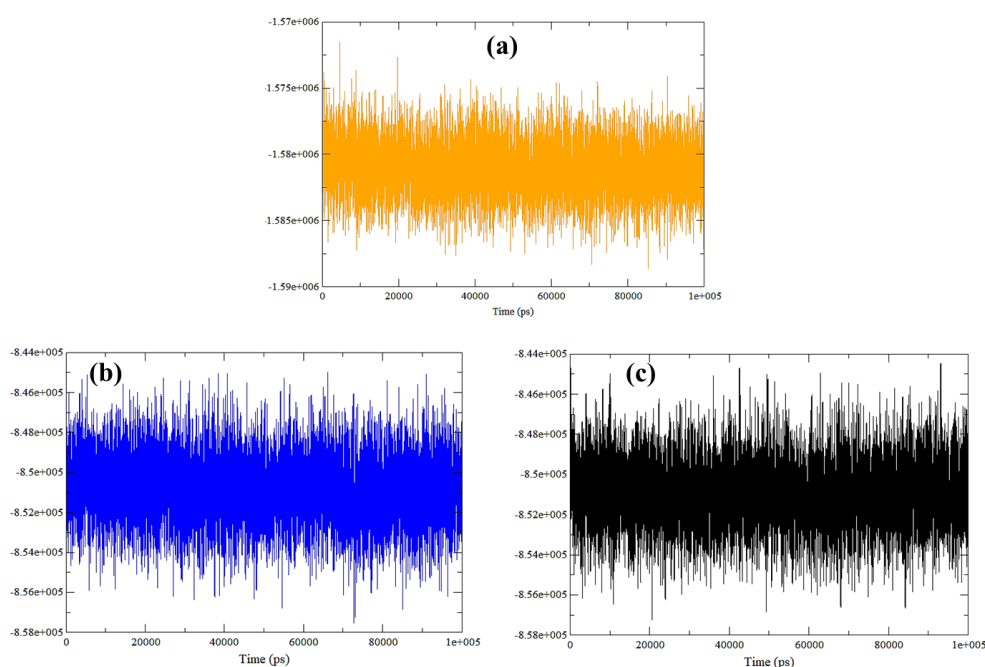 -1.57e+006
(a)
-1.575e+006
-1.58e+006
-1.585e+006
-1.59e+006
0 20000 40000 60000 80000 1e+005
Time (ps)
-8.44e+005
(b)
-8.46e+005
-8.48e+005
-8.5e+005
-8.52e+005
-8.54e+005
-8.56e+005
-8.58e+005
0 20000 40000 60000 80000 1e+005
Time (ps)
-8.44e+005
(c)
-8.46e+005
-8.48e+005
-8.5e+005
-8.52e+005
-8.54e+005
-8.56e+005
-8.58e+005
0 20000 40000 60000 80000 1e+005
Time (ps)